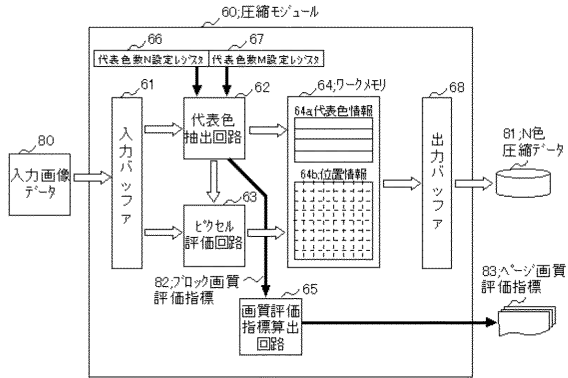 60;圧縮モジュール
66
67
代表色数N設定レジスタ
代表色数M設定レジスタ
61
62
64;ワークメモリ
68
入力バッファ
代表色
抽出回路
64a;代表色情報
出力バッファ
81;N色
圧縮データ
80
入力画像
データ
64b;位置情報
63
ピクセル
評価回路
82;ブロック画質
評価指標
65
画質評価
指標算出
回路
83;ページ画質
評価指標